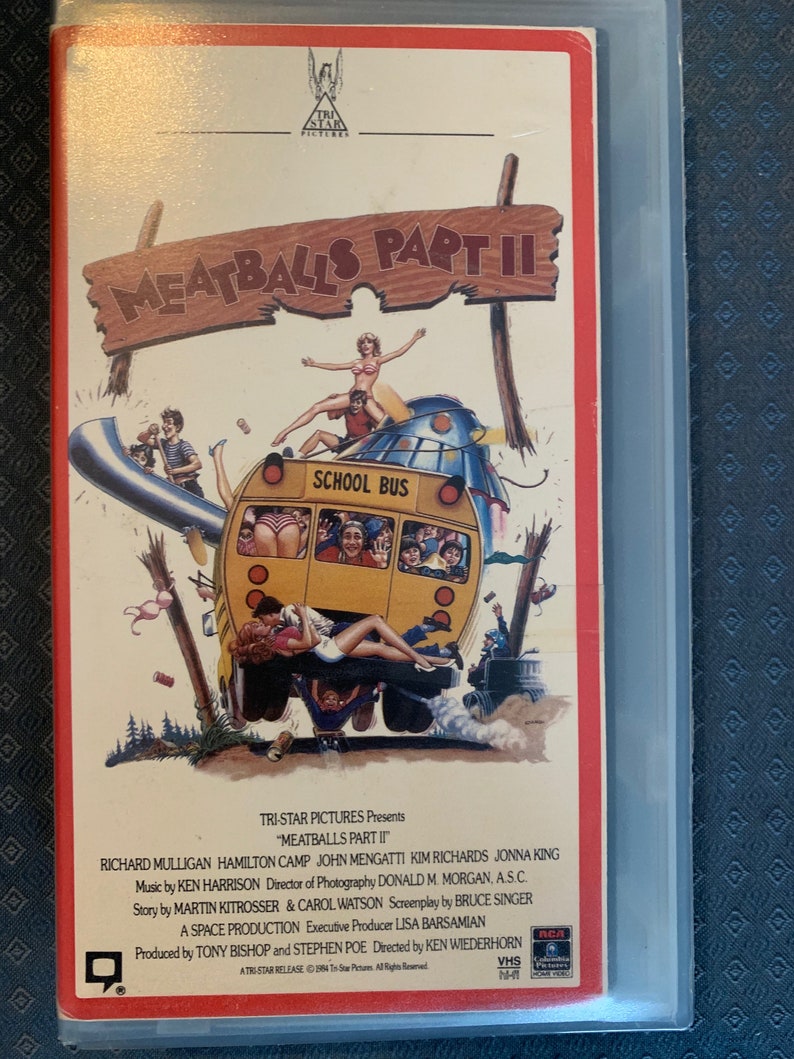 TRI
STAR
PICTURES
MEATBALLS PART II
SCHOOL BUS
TRI-STAR PICTURES Presents
"MEATBALLS PART II"
RICHARD MULLIGAN HAMILTON CAMP JOHN MENGATTI KIM RICHARDS JONNA KING
Music by KEN HARRISON Director of Photography DONALD M. MORGAN, A.S.C.
Story by MARTIN KITROSSER & CAROL WATSON Screenplay by BRUCE SINGER
A SPACE PRODUCTION Executive Producer LISA BARSAMIAN
Produced by TONY BISHOP and STEPHEN POE Directed by KEN WIEDERHORN
A TRI-STAR RELEASE © 1984 Tri-Star Pictures. All Rights Reserved.
®
VHS
hi-fi
RCA
Columbia
Pictures
HOME VIDEO